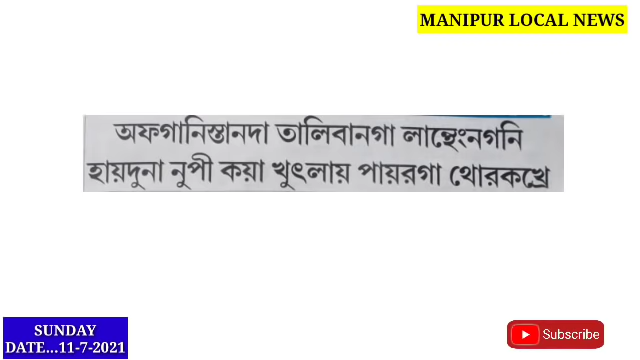 MANIPUR LOCAL NEWS
অফগানিস্তানদা তালিবানগা লান্থেংনগনি
হায়দুনা নুপী কয়া খুৎলায় পায়রগা থোরকখ্রে
SUNDAY
DATE...11-7-2021
Subscribe